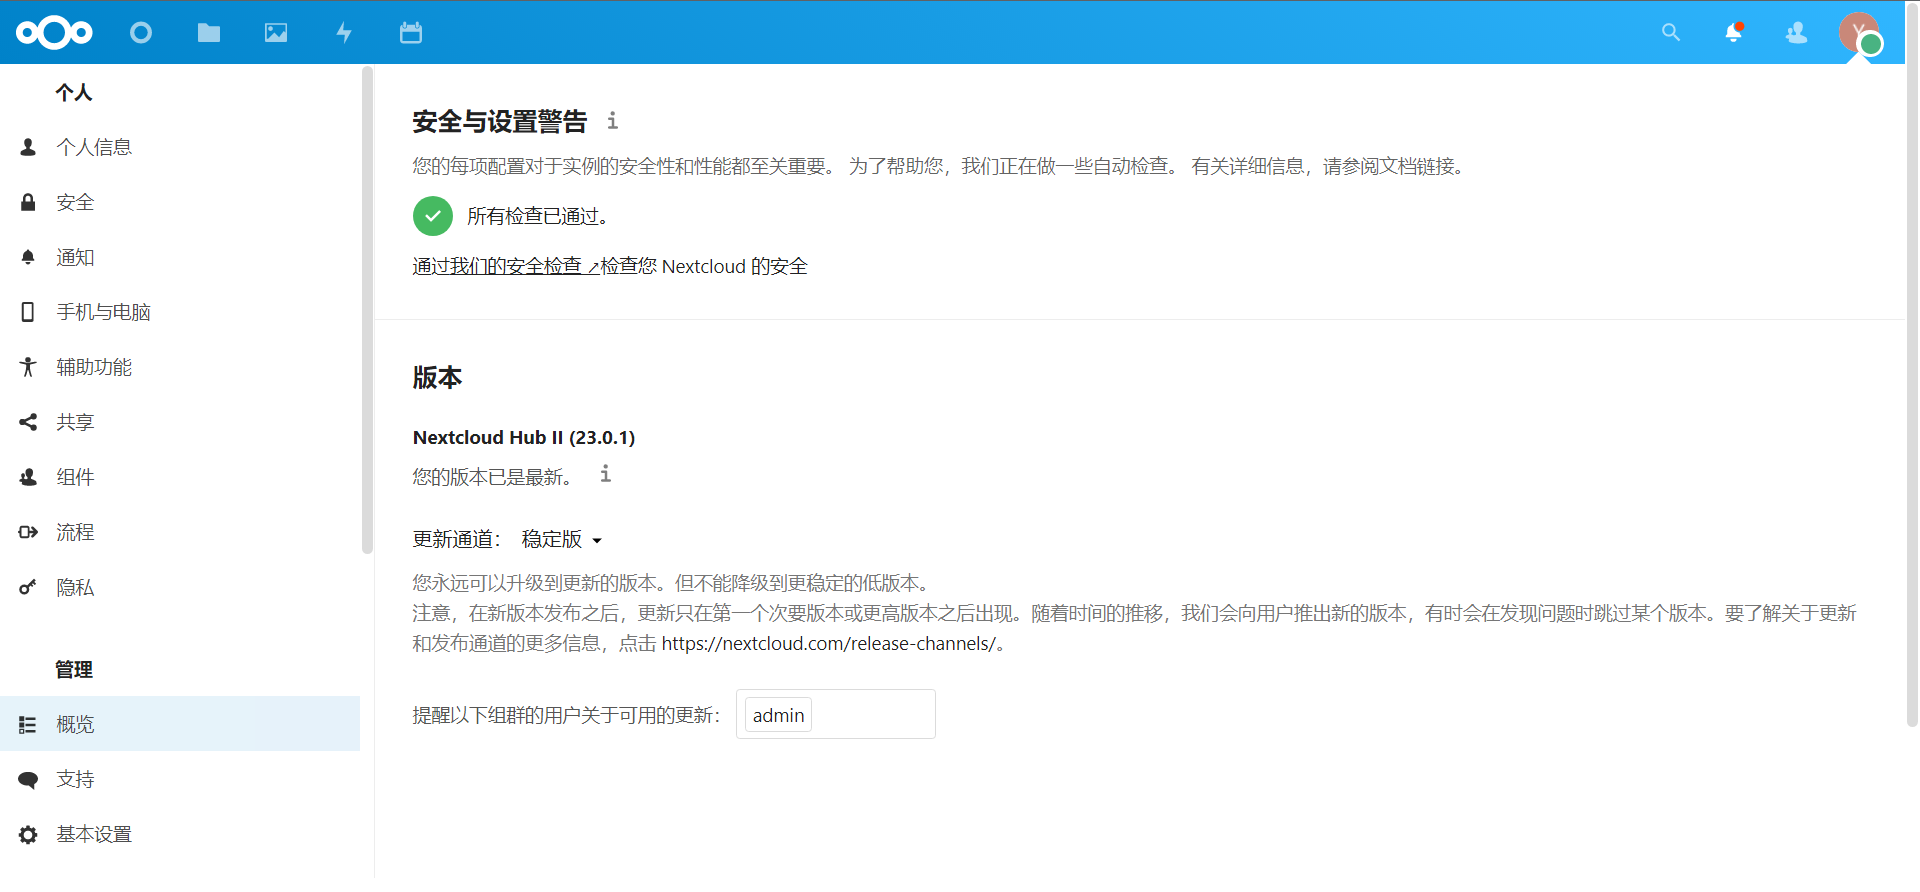 Y
个人
个人信息
安全
通知
手机与电脑
辅助功能
共享
组件
流程
隐私
管理
概览
支持
基本设置
安全与设置警告
您的每项配置对于实例的安全性和性能都至关重要。 为了帮助您，我们正在做一些自动检查。 有关详细信息，请参阅文档链接。
所有检查已通过。
通过我们的安全检查 ↗检查您 Nextcloud 的安全
版本
Nextcloud Hub II (23.0.1)
您的版本已是最新。
更新通道： 稳定版
您永远可以升级到更新的版本。但不能降级到更稳定的低版本。
注意，在新版本发布之后，更新只在第一个次要版本或更高版本之后出现。随着时间的推移，我们会向用户推出新的版本，有时会在发现问题时跳过某个版本。要了解关于更新
和发布通道的更多信息，点击 https://nextcloud.com/release-channels/。
提醒以下组群的用户关于可用的更新： admin